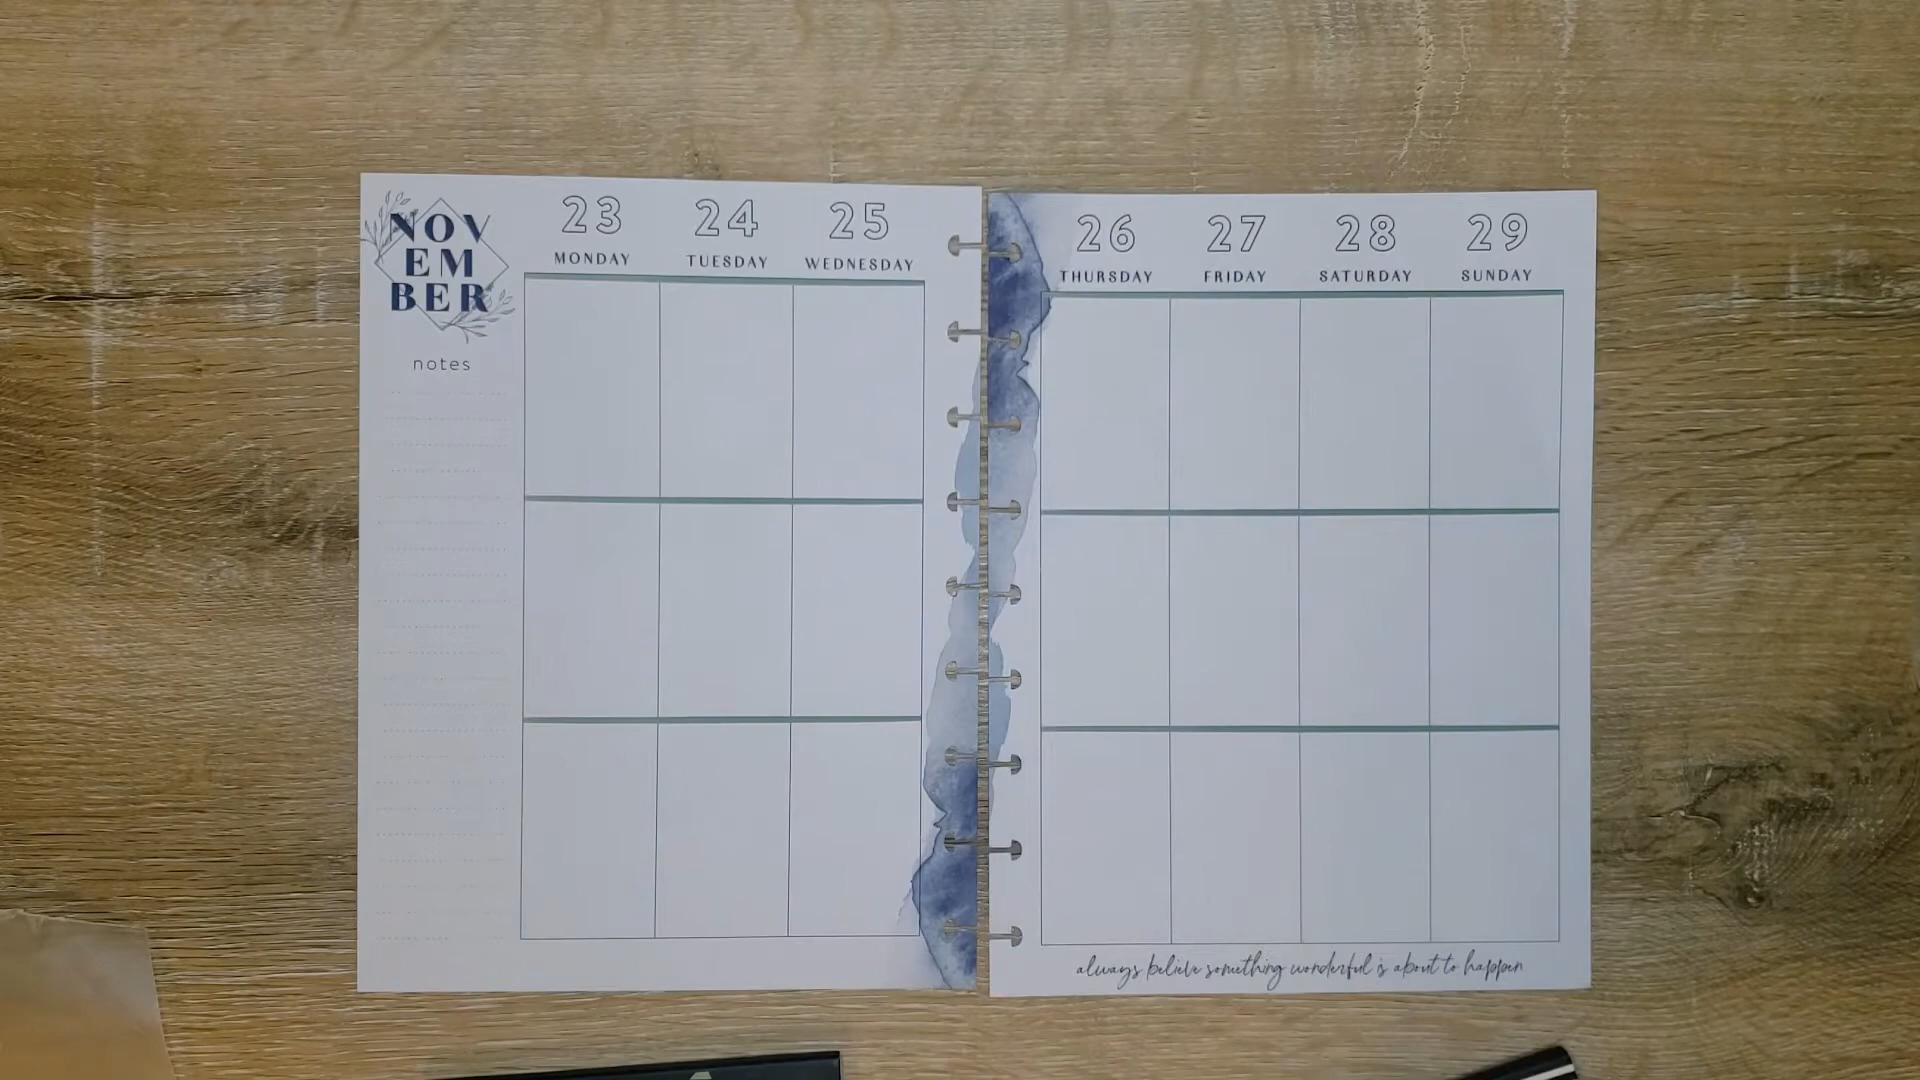 NOV
EM
BER
notes
23 24 25
MONDAY TUESDAY WEDNESDAY
26 27 28 29
THURSDAY FRIDAY SATURDAY SUNDAY
always believe something wonderful is about to happen